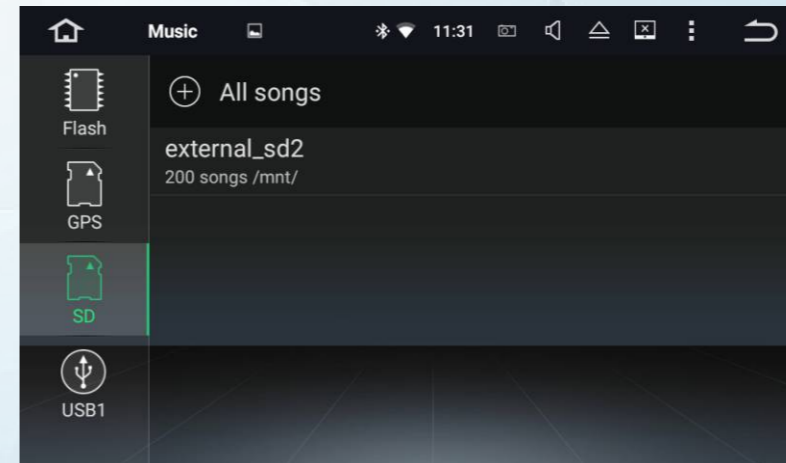 Music
11:31
Flash
All songs
external_sd2
200 songs /mnt/
GPS
SD
USB1